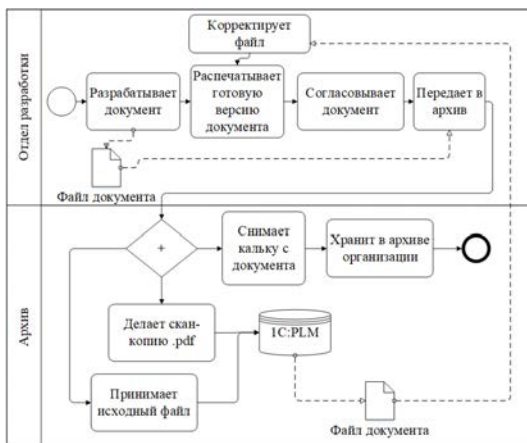 Отдел разработки
Корректирует
файл
Разрабатывает
документ
Распечатывает
готовую
версию
документа
Согласовывает
документ
Передает в
архив
Файл документа
Архив
+
Снимает
кальку с
документа
Хранит в архиве
организации
Делает скан-
копию .pdf
1С:PLM
Принимает
исходный файл
Файл документа